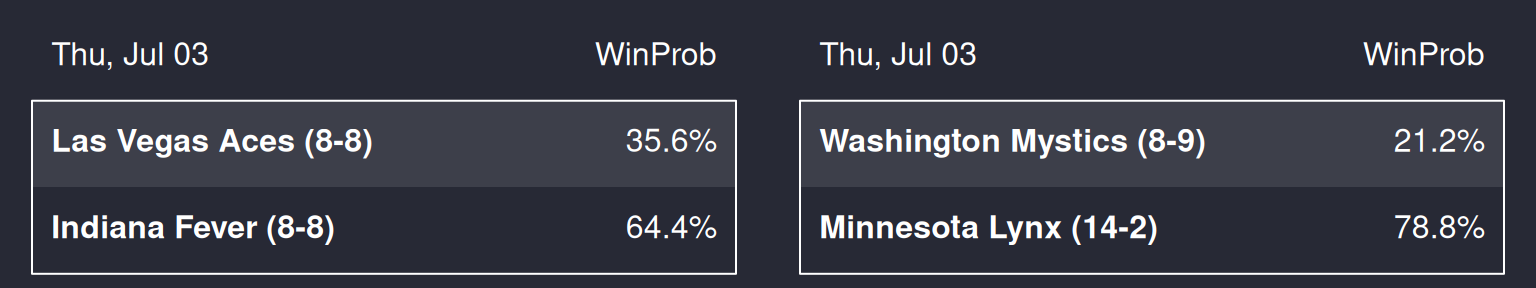 Thu, Jul 03 WinProb
Las Vegas Aces (8-8) 35.6%
Indiana Fever (8-8) 64.4%
Thu, Jul 03 WinProb
Washington Mystics (8-9) 21.2%
Minnesota Lynx (14-2) 78.8%